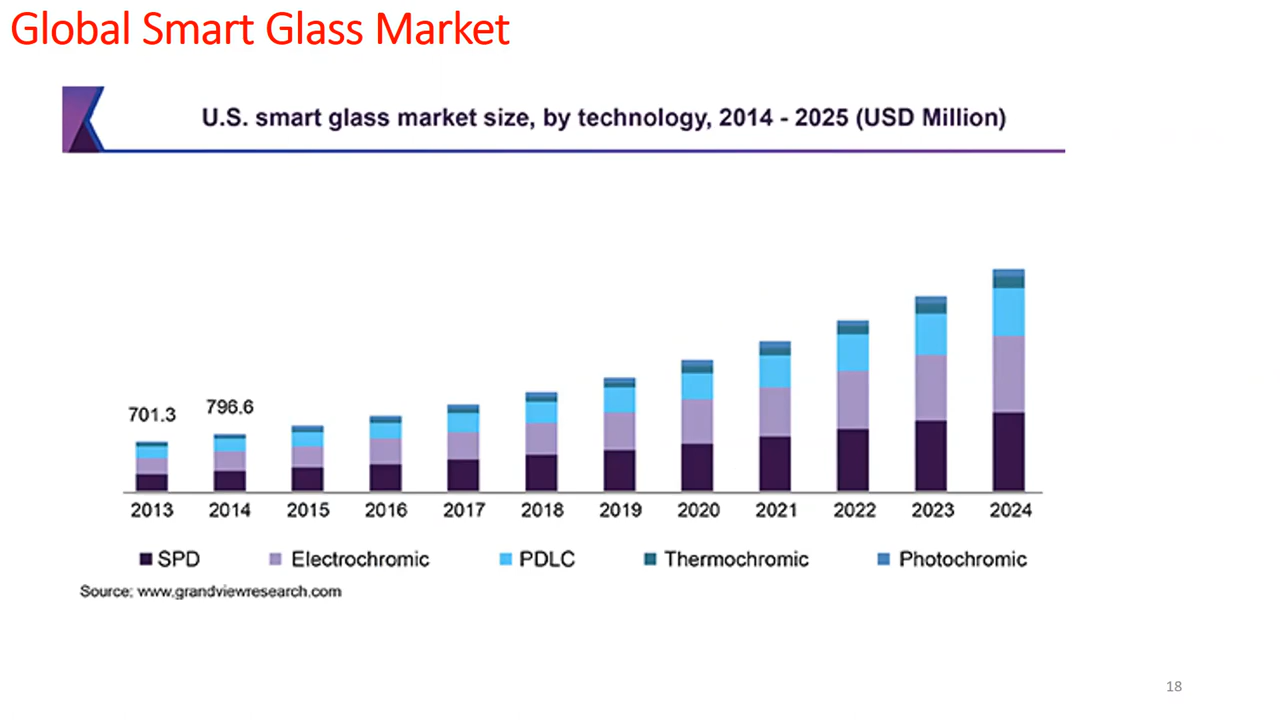 Global Smart Glass Market
U.S. smart glass market size, by technology, 2014 - 2025 (USD Million)
701.3
796.6
2013 2014 2015 2016 2017 2018 2019 2020 2021 2022 2023 2024
SPD Electrochromic PDLC Thermochromic Photochromic
Source; www.grandviewresearch.com
18